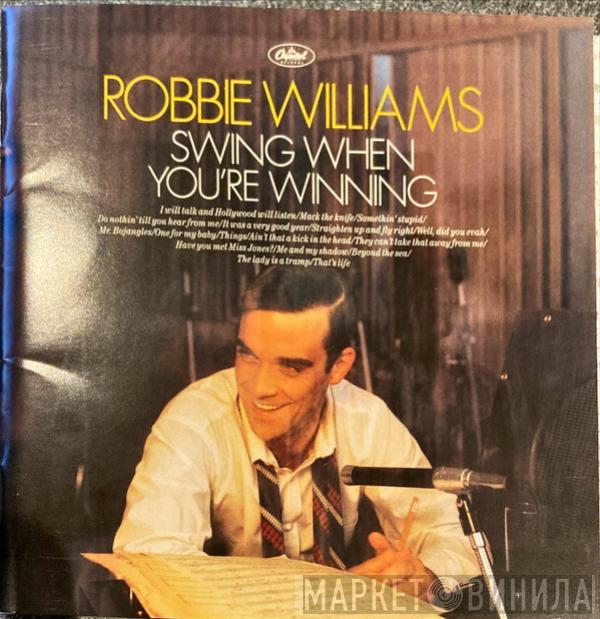 Capitol
RECORDS
ROBBIE WILLIAMS
SWING WHEN
YOU'RE WINNING
I will talk and Hollywood will listen/Mack the knife/Somethin' stupid/
Do nothin' till you hear from me/It was a very good year/Straighten up and fly right/Well, did you evah/
Mr. Bojangles/One for my baby/Things/Ain't that a kick in the head/They can't take that away from me/
Have you met Miss Jones?/Me and my shadow/Beyond the sea/
The lady is a tramp/That's life
МАРКЕТ ВИНИЛА